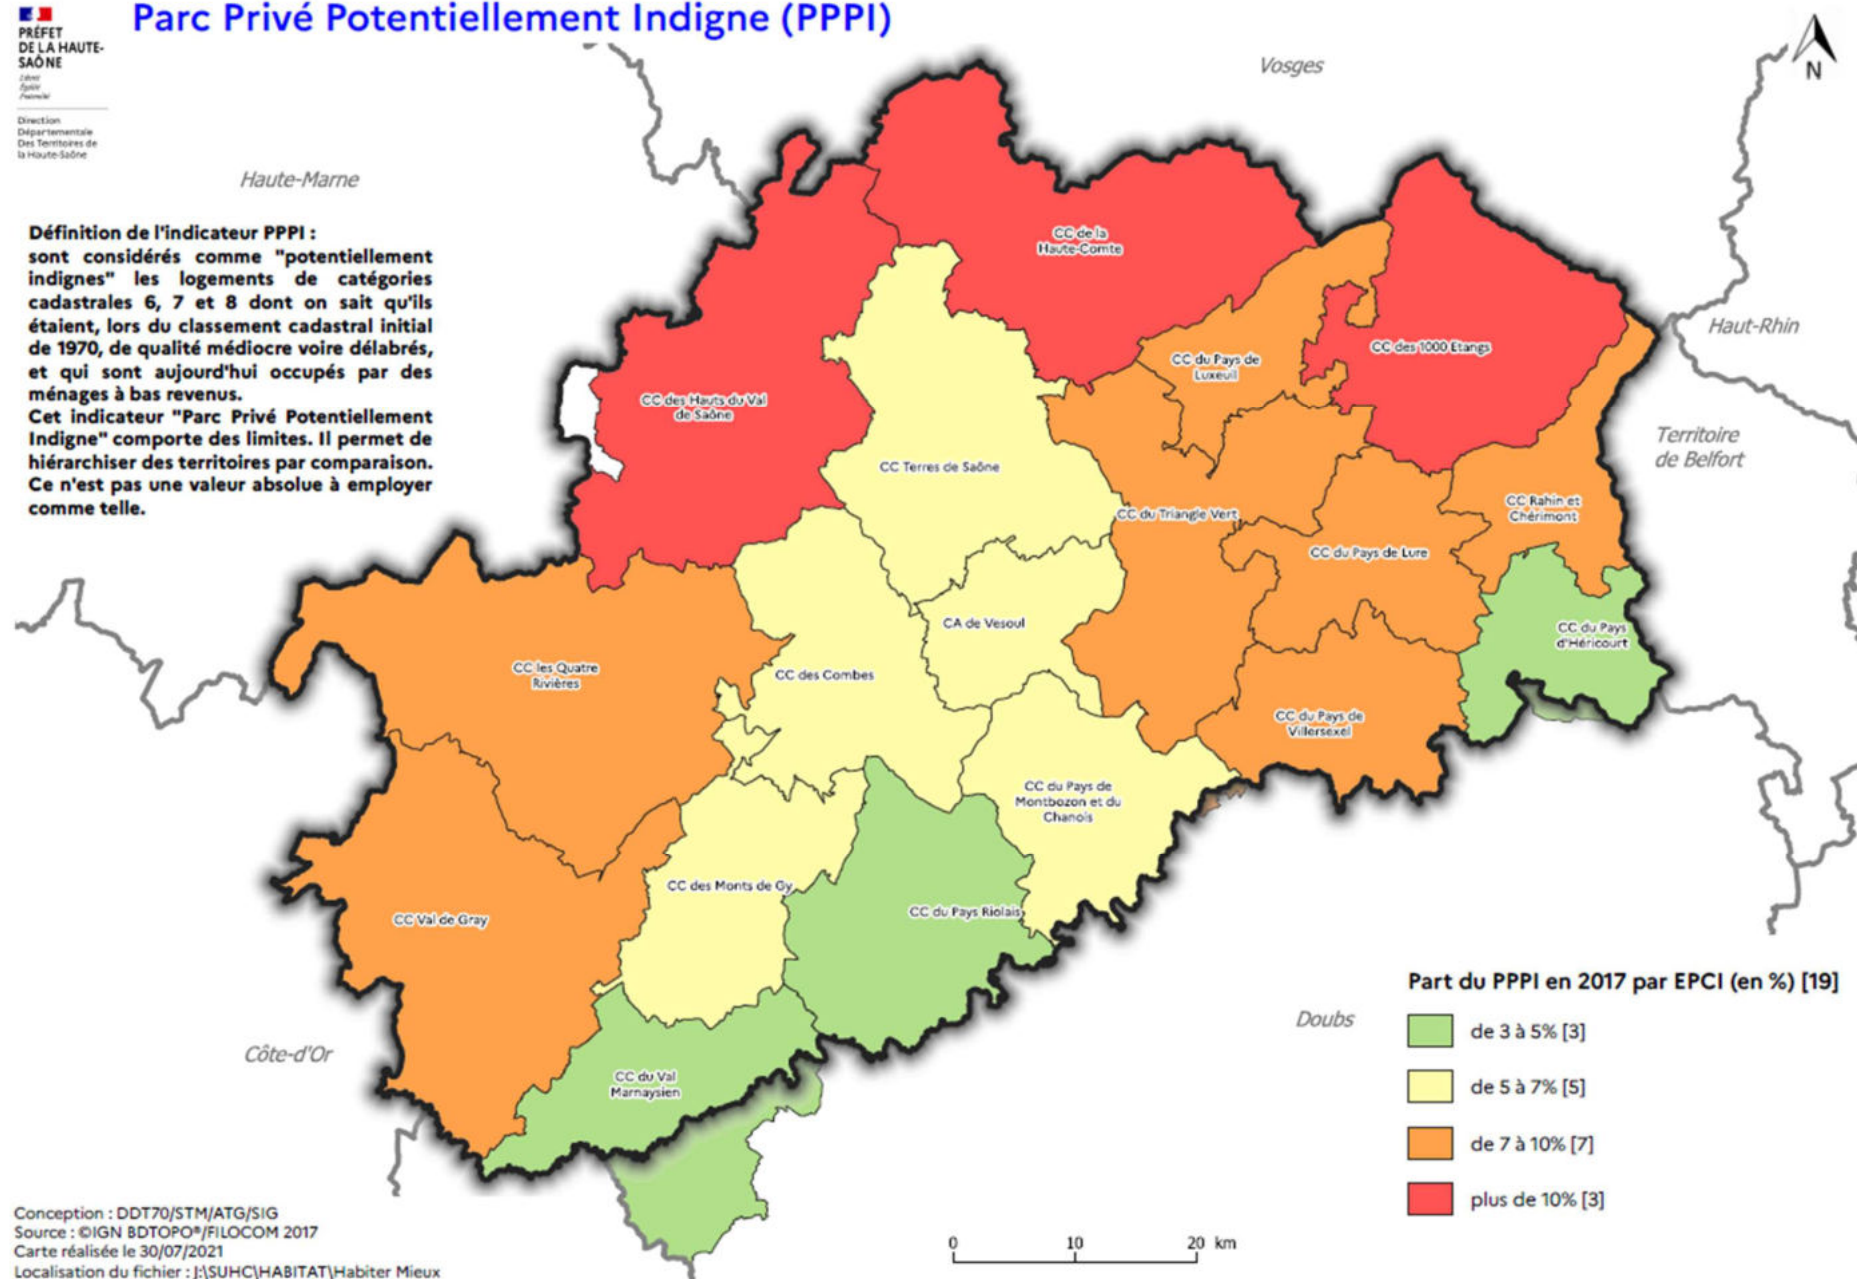 Parc Privé Potentiellement Indigne (PPPI)
PRÉFET
DE LA HAUTE-
SAÔNE
Liberté
Égalité
Fraternité
Direction
Départementale
Des Territoires de
la Haute-Saône
Haute-Marne
Vosges
N
Définition de l'indicateur PPPI :
sont considérés comme "potentiellement
indignes" les logements de catégories
cadastrales 6, 7 et 8 dont on sait qu'ils
étaient, lors du classement cadastral initial
de 1970, de qualité médiocre voire délabrés,
et qui sont aujourd'hui occupés par des
ménages à bas revenus.
Cet indicateur "Parc Privé Potentiellement
Indigne" comporte des limites. Il permet de
hiérarchiser des territoires par comparaison.
Ce n'est pas une valeur absolue à employer
comme telle.
CC de la
Haute-Comte
Haut-Rhin
CC des 1000 Etangs
CC du Pays de
Luxeuil
CC des Hauts du Val
de Saône
Territoire
de Belfort
CC Terres de Saône
CC Rahin et
Chérimont
CC du Triangle Vert
CC du Pays de Lure
CA de Vesoul
CC du Pays
d'Héricourt
CC les Quatre
Rivières
CC des Combes
CC du Pays de
Villersexel
CC du Pays de
Montbozon et du
Chanois
CC des Monts de Gy
CC du Pays Riolais
CC Val de Gray
Côte-d'Or
Doubs
CC du Val
Marnaysien
Part du PPPI en 2017 par EPCI (en %) [19]
de 3 à 5% [3]
de 5 à 7% [5]
de 7 à 10% [7]
plus de 10% [3]
0 10 20 km
Conception : DDT70/STM/ATG/SIG
Source : ©IGN BDTOPO®/FILOCOM 2017
Carte réalisée le 30/07/2021
Localisation du fichier : J:\SUHC\HABITAT\Habiter Mieux